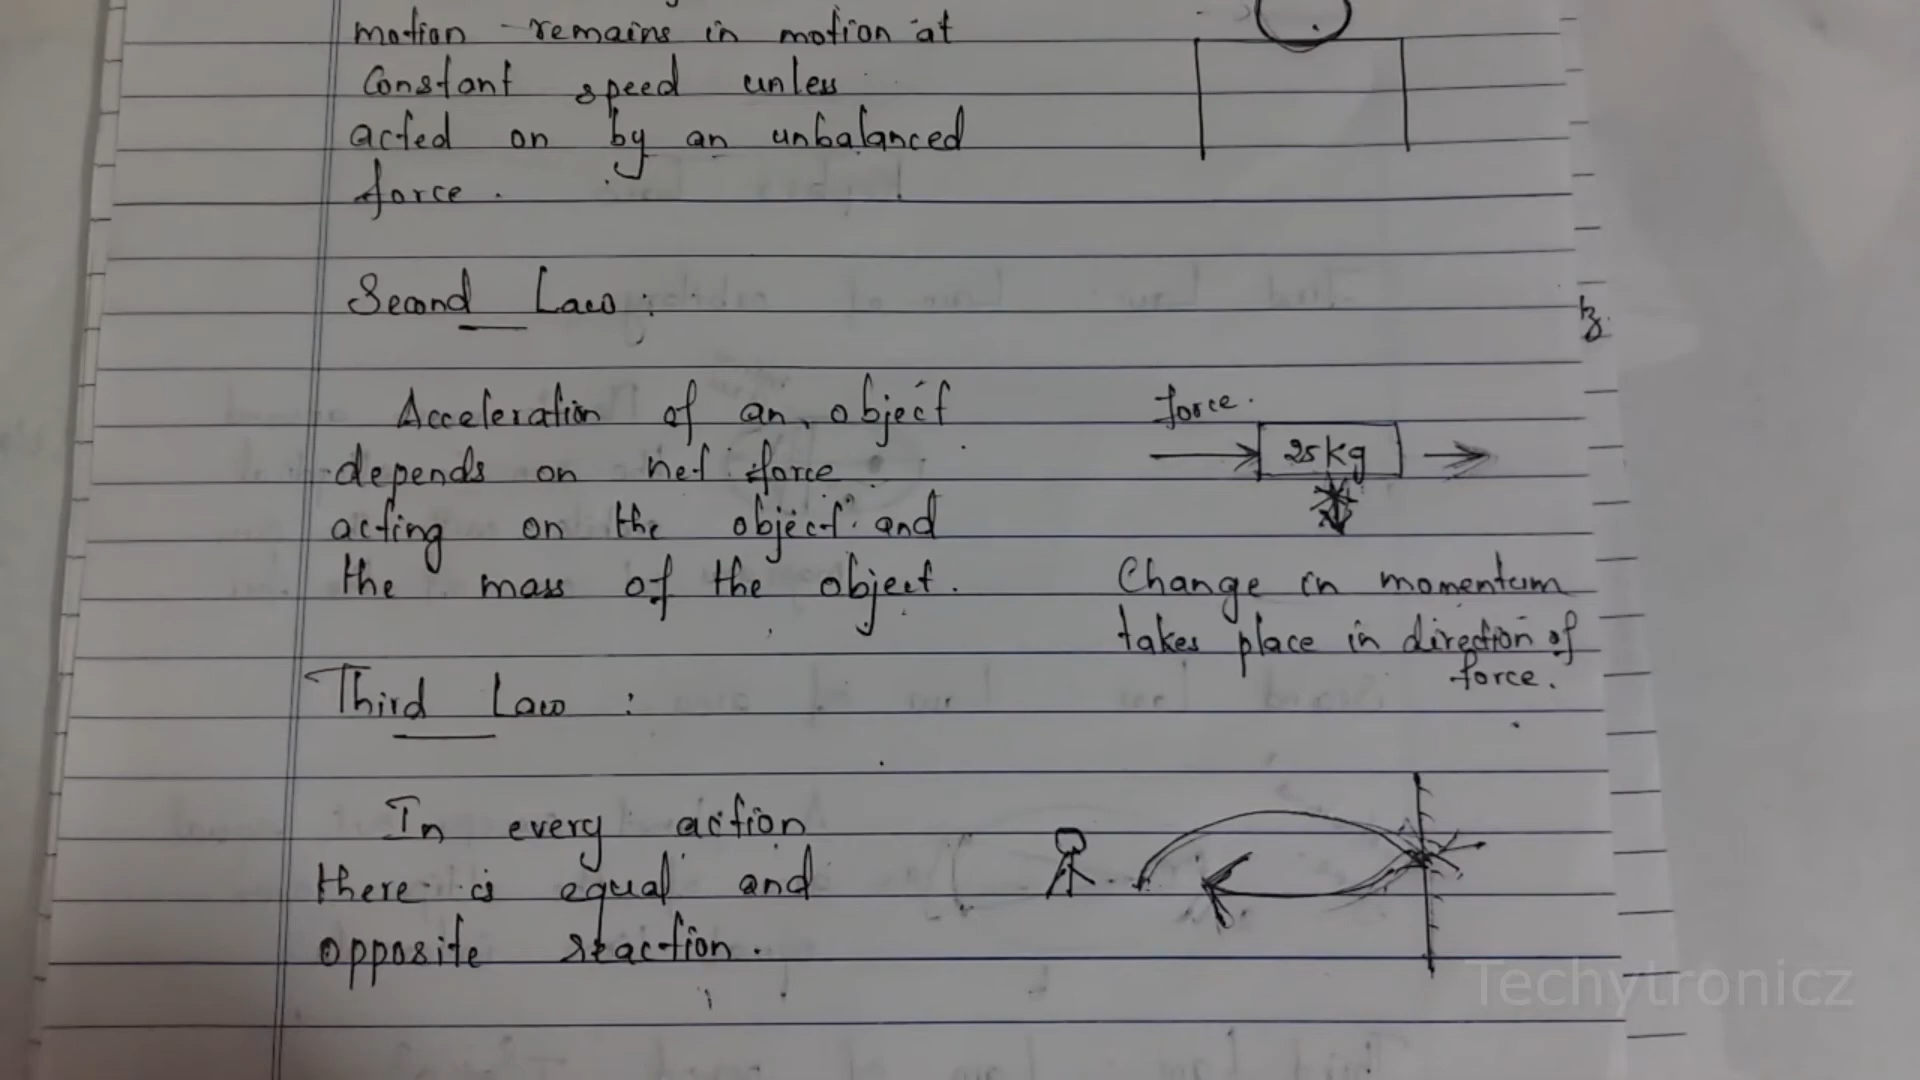 motion remains in motion at
Constant speed unless
acted on by an unbalanced
force.
Second Law:
Acceleration of an object
depends on net force
acting on the object and
the mass of the object.
force.
25kg
Change in momentum
takes place in direction of
force.
Third Law :
In every action
there is equal and
opposite reaction.
Techytronicz